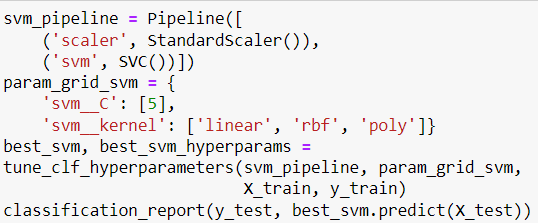 svm_pipeline = Pipeline([
    ('scaler', StandardScaler()),
    ('svm', SVC())])
param_grid_svm = {
    'svm__C': [5],
    'svm__kernel': ['linear', 'rbf', 'poly']}
best_svm, best_svm_hyperparams =
tune_clf_hyperparameters(svm_pipeline, param_grid_svm,
                         X_train, y_train)
classification_report(y_test, best_svm.predict(X_test))